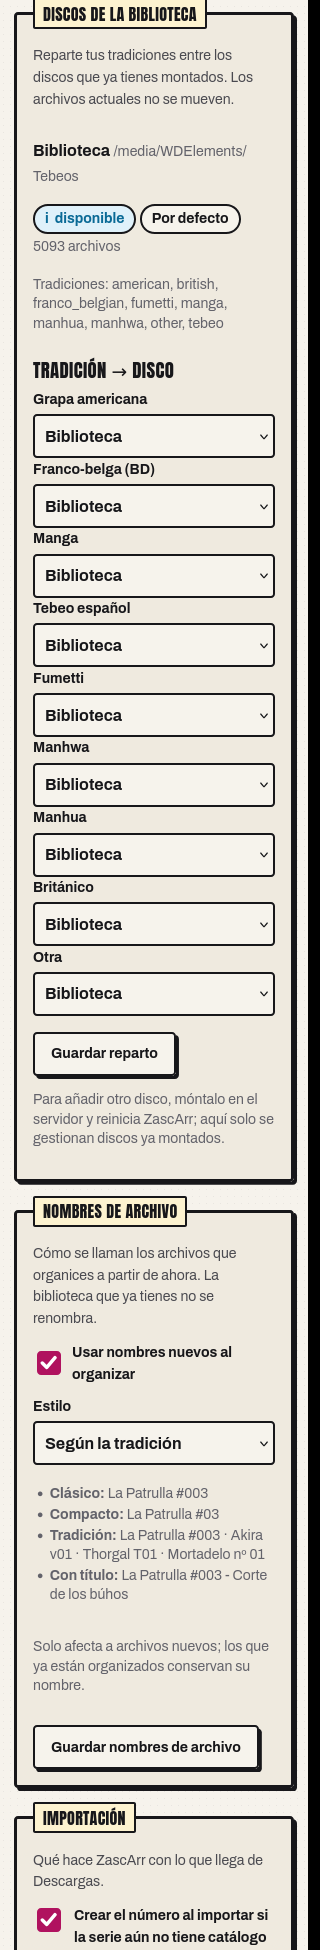 DISCOS DE LA BIBLIOTECA
Reparte tus tradiciones entre los
discos que ya tienes montados. Los
archivos actuales no se mueven.
Biblioteca /media/WDElements/
Tebeos
i disponible Por defecto
5093 archivos
Tradiciones: american, british,
franco_belgian, fumetti, manga,
manhua, manhwa, other, tebeo
TRADICIÓN → DISCO
Grapa americana
Biblioteca
Franco-belga (BD)
Biblioteca
Manga
Biblioteca
Tebeo español
Biblioteca
Fumetti
Biblioteca
Manhwa
Biblioteca
Manhua
Biblioteca
Británico
Biblioteca
Otra
Biblioteca
Guardar reparto
Para añadir otro disco, móntalo en el
servidor y reinicia ZascArr; aquí solo se
gestionan discos ya montados.
NOMBRES DE ARCHIVO
Cómo se llaman los archivos que
organices a partir de ahora. La
biblioteca que ya tienes no se
renombra.
Usar nombres nuevos al
organizar
Estilo
Según la tradición
• Clásico: La Patrulla #003
• Compacto: La Patrulla #03
• Tradición: La Patrulla #003 · Akira
v01 · Thorgal T01 · Mortadelo nº 01
• Con título: La Patrulla #003 - Corte
de los búhos
Solo afecta a archivos nuevos; los que
ya están organizados conservan su
nombre.
Guardar nombres de archivo
IMPORTACIÓN
Qué hace ZascArr con lo que llega de
Descargas.
Crear el número al importar si
la serie aún no tiene catálogo